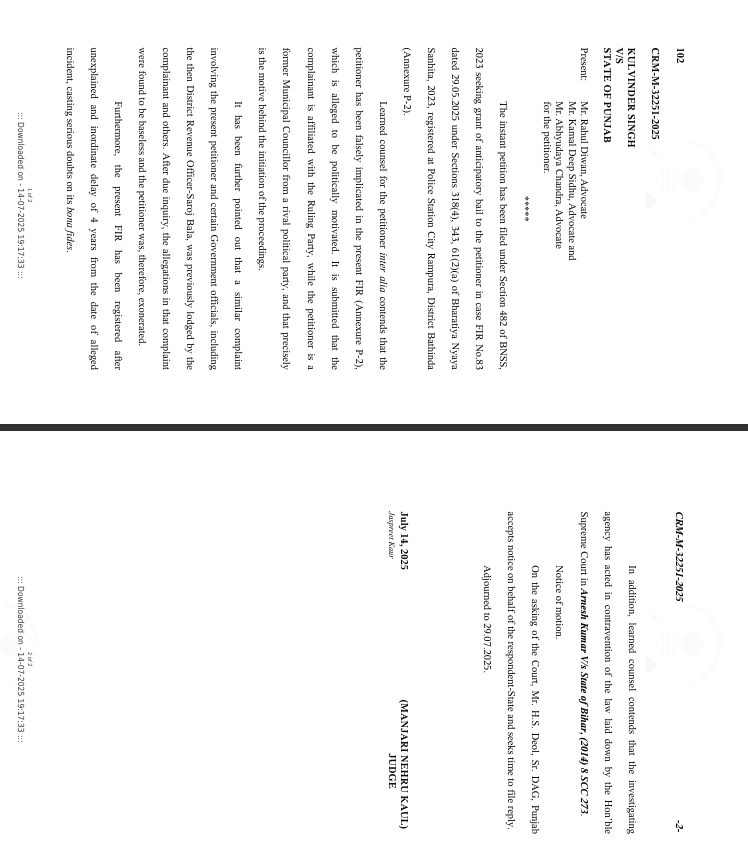 102
CRM-M-32251-2025
KULVINDER SINGH
V/S
STATE OF PUNJAB
Present: Mr. Rahul Diwan, Advocate
Mr. Kamal Deep Sidhu, Advocate and
Mr. Abhyudaya Chandra, Advocate
for the petitioner.
*****
The instant petition has been filed under Section 482 of BNSS,
2023 seeking grant of anticipatory bail to the petitioner in case FIR No.83
dated 29.05.2025 under Sections 318(4), 343, 61(2)(a) of Bharatiya Nyaya
Sanhita, 2023, registered at Police Station City Rampura, District Bathinda
(Annexure P-2).
Learned counsel for the petitioner inter alia contends that the
petitioner has been falsely implicated in the present FIR (Annexure P-2),
which is alleged to be politically motivated. It is submitted that the
complainant is affiliated with the Ruling Party, while the petitioner is a
former Municipal Councillor from a rival political party, and that precisely
is the motive behind the initiation of the proceedings.
It has been further pointed out that a similar complaint
involving the present petitioner and certain Government officials, including
the then District Revenue Officer-Saroj Bala, was previously lodged by the
complainant and others. After due inquiry, the allegations in that complaint
were found to be baseless and the petitioner was, therefore, exonerated.
Furthermore, the present FIR has been registered after
unexplained and inordinate delay of 4 years from the date of alleged
incident, casting serious doubts on its bona fides.
1 of 2
::: Downloaded on - 14-07-2025 19:17:33 :::
CRM-M-32251-2025 -2-
In addition, learned counsel contends that the investigating
agency has acted in contravention of the law laid down by the Hon'ble
Supreme Court in Arnesh Kumar V/s State of Bihar, (2014) 8 SCC 273.
Notice of motion.
On the asking of the Court, Mr. H.S. Deol, Sr. DAG, Punjab
accepts notice on behalf of the respondent-State and seeks time to file reply.
Adjourned to 29.07.2025.
(MANJARI NEHRU KAUL)
July 14, 2025 JUDGE
Jaspreet Kaur
2 of 2
::: Downloaded on - 14-07-2025 19:17:33 :::